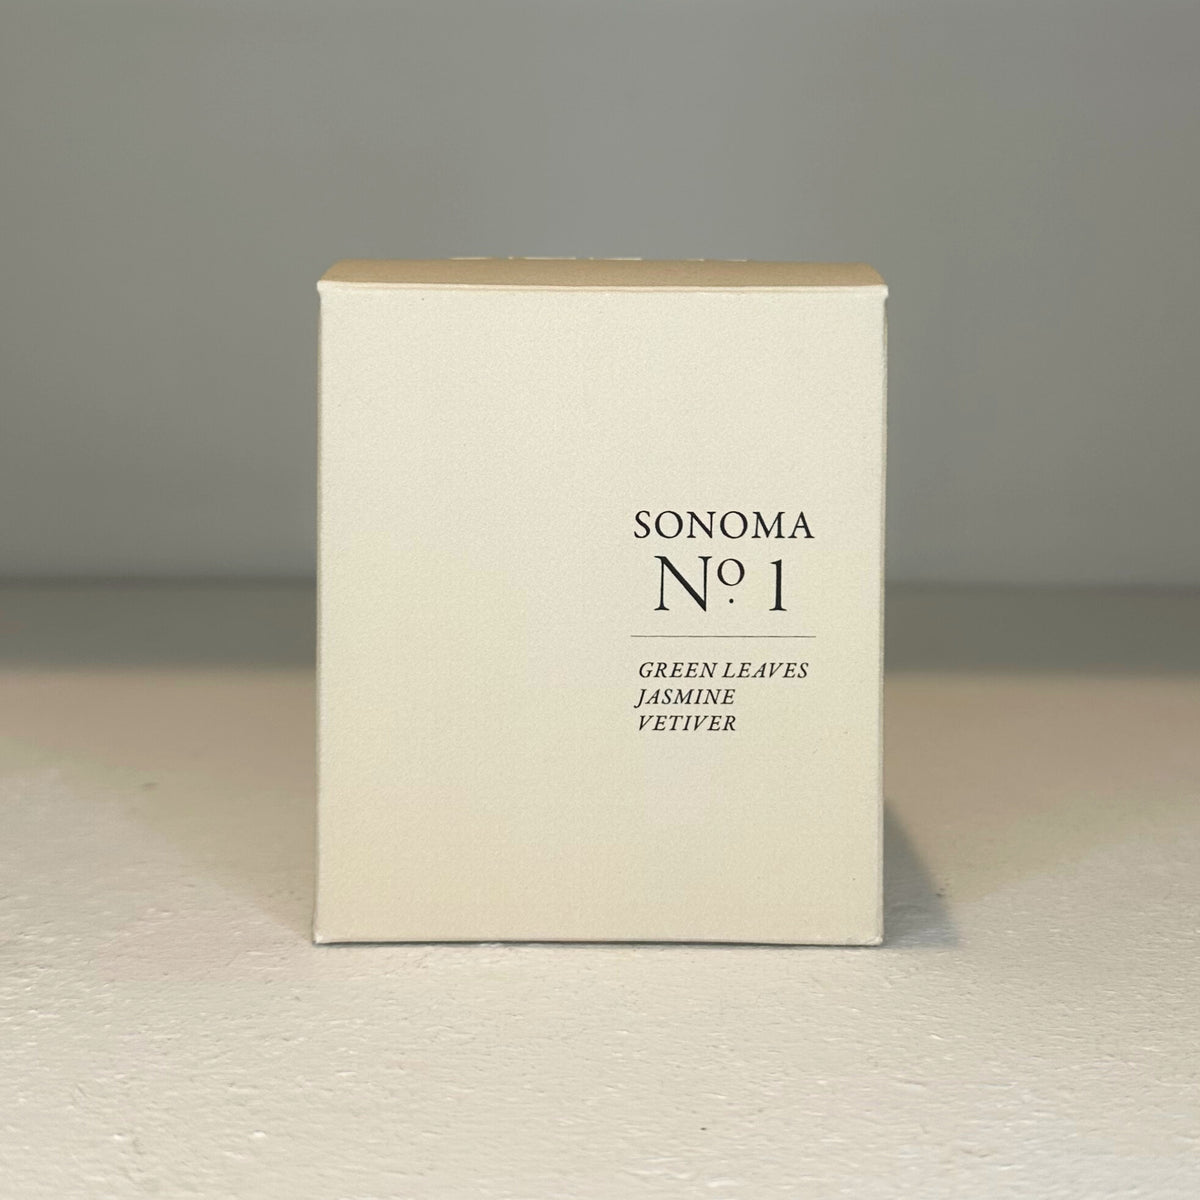 SONOMA
Nº 1
GREEN LEAVES
JASMINE
VETIVER